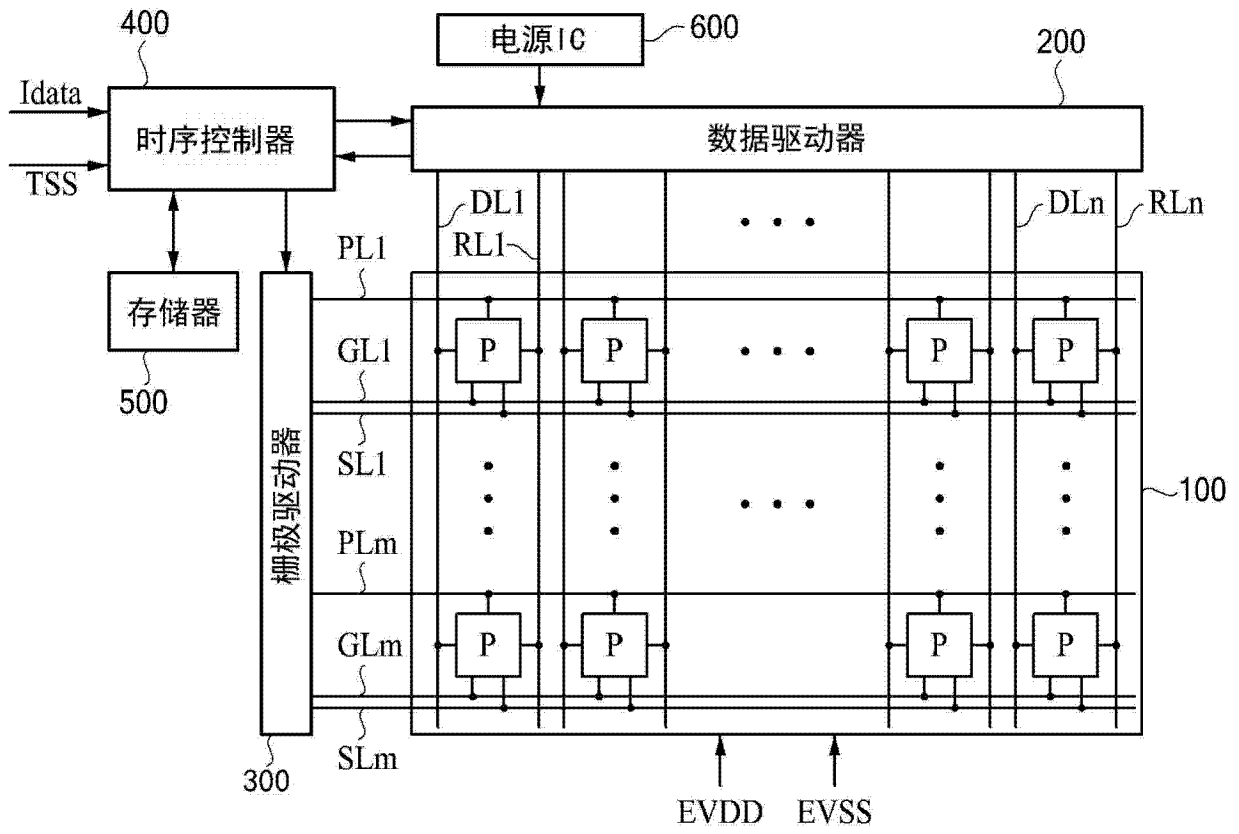 400
电源IC
600
200
Idata
时序控制器
数据驱动器
TSS
DL1
DLn
RLn
PL1
RL1
存储器
GL1
P
P
P
P
500
栅极驱动器
SL1
100
PLm
GLm
P
P
P
P
300
SLm
EVDD
EVSS